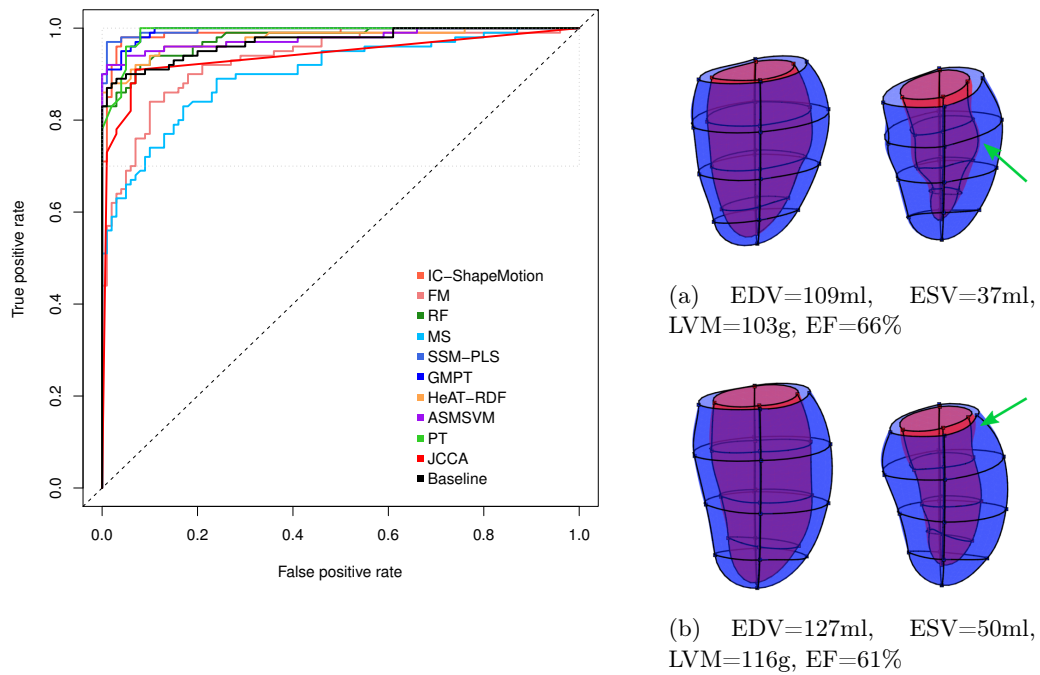 True positive rate
1.0
0.8
0.6
0.4
0.2
0.0
IC−ShapeMotion
FM
RF
MS
SSM−PLS
GMPT
HeAT−RDF
ASMSVM
PT
JCCA
Baseline
0.0 0.2 0.4 0.6 0.8 1.0
False positive rate
(a) EDV=109ml, ESV=37ml,
LVM=103g, EF=66%
(b) EDV=127ml, ESV=50ml,
LVM=116g, EF=61%